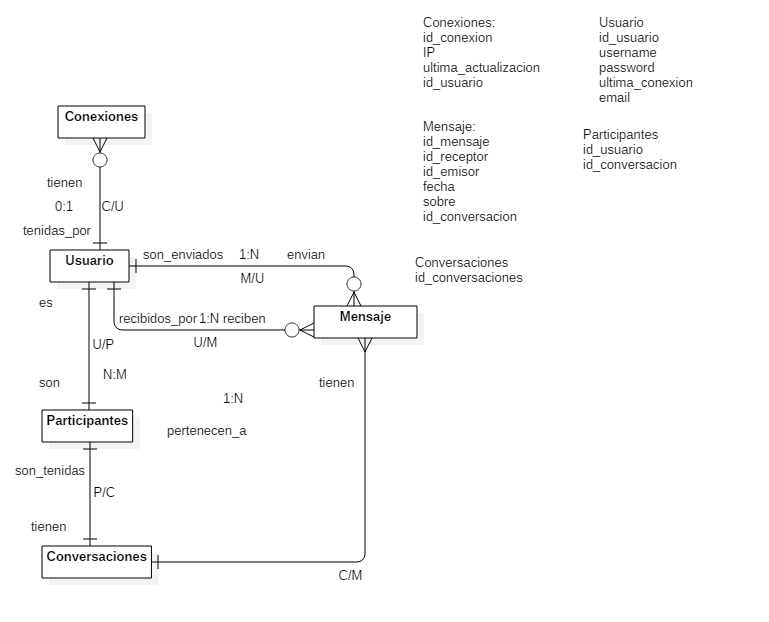 Conexiones:
id_conexion
IP
ultima_actualizacion
id_usuario
Usuario
id_usuario
username
password
ultima_conexion
email
Conexiones
Mensaje:
id_mensaje
id_receptor
id_emisor
fecha
sobre
id_conversacion
Participantes
id_usuario
id_conversacion
tienen
0:1
C/U
tenidas_por
Usuario
son_enviados
1:N
envian
M/U
Conversaciones
id_conversaciones
es
recibidos_por
1:N
reciben
Mensaje
U/P
U/M
N:M
son
tienen
1:N
Participantes
pertenecen_a
son_tenidas
P/C
tienen
Conversaciones
C/M